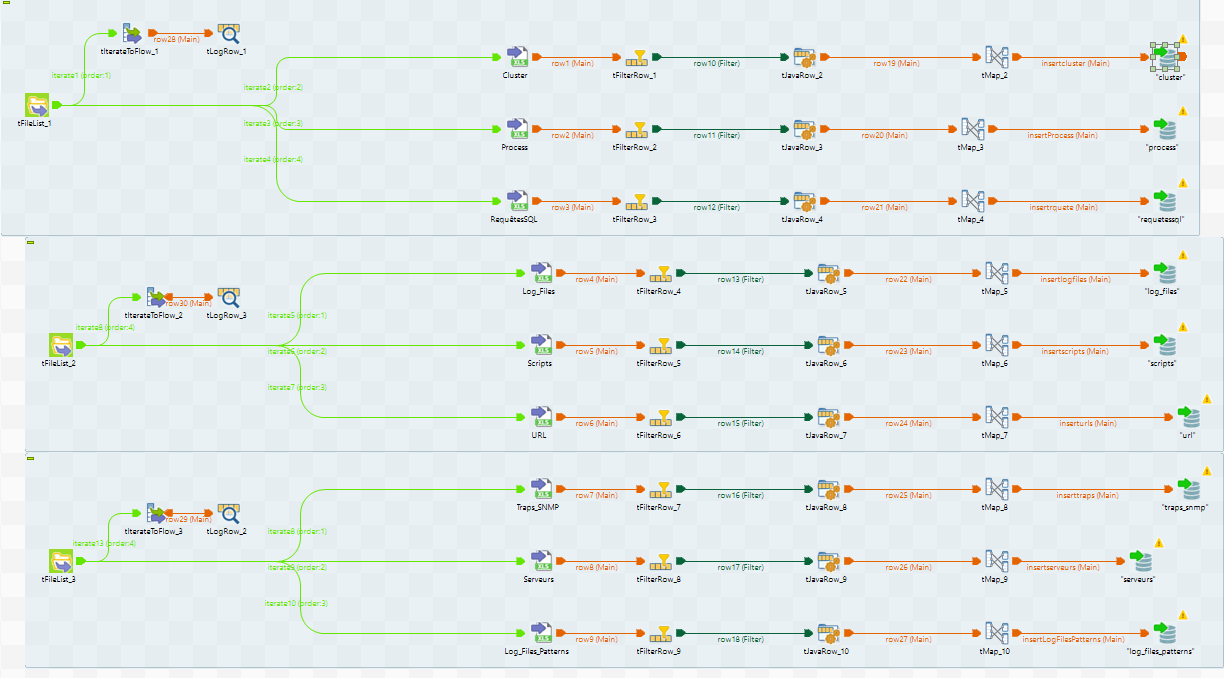 row28 (Main)
tIterateToFlow_1
tLogRow_1
iterate1 (order:1)
tFileList_1
iterate2 (order:2)
iterate3 (order:3)
iterate4 (order:4)
Cluster
row1 (Main)
tFilterRow_1
row10 (Filter)
tJavaRow_2
row19 (Main)
tMap_2
insertcluster (Main)
"cluster"
Process
row2 (Main)
tFilterRow_2
row11 (Filter)
tJavaRow_3
row20 (Main)
tMap_3
insertProcess (Main)
"process"
RequêtesSQL
row3 (Main)
tFilterRow_3
row12 (Filter)
tJavaRow_4
row21 (Main)
tMap_4
insertrquete (Main)
"requetessql"
row30 (Main)
tIterateToFlow_2
tLogRow_3
tFileList_2
iterate5 (order:1)
(order:2)
iterate7 (order:3)
Log_Files
row4 (Main)
tFilterRow_4
row13 (Filter)
tJavaRow_5
row22 (Main)
tMap_5
insertlogfiles (Main)
"log_files"
Scripts
row5 (Main)
tFilterRow_5
row14 (Filter)
tJavaRow_6
row23 (Main)
tMap_6
insertscripts (Main)
"scripts"
URL
row6 (Main)
tFilterRow_6
row15 (Filter)
tJavaRow_7
row24 (Main)
tMap_7
inserturls (Main)
"url"
row29 (Main)
tIterateToFlow_3
tLogRow_2
iterate13 (order:4)
tFileList_3
(order:1)
(order:2)
iterate10 (order:3)
Traps_SNMP
row7 (Main)
tFilterRow_7
row16 (Filter)
tJavaRow_8
row25 (Main)
tMap_8
inserttraps (Main)
"traps_snmp"
Serveurs
row8 (Main)
tFilterRow_8
row17 (Filter)
tJavaRow_9
row26 (Main)
tMap_9
insertserveurs (Main)
"serveurs"
Log_Files_Patterns
row9 (Main)
tFilterRow_9
row18 (Filter)
tJavaRow_10
row27 (Main)
tMap_10
insertLogFilesPatterns (Main)
"log_files_patterns"